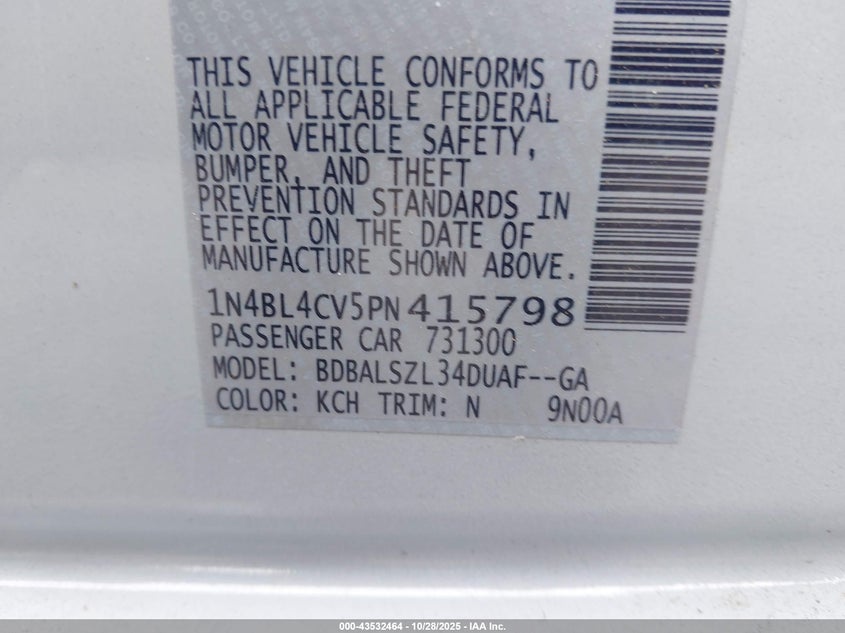 THIS VEHICLE CONFORMS TO
ALL APPLICABLE FEDERAL
MOTOR VEHICLE SAFETY,
BUMPER, AND THEFT
PREVENTION STANDARDS IN
EFFECT ON THE DATE OF
MANUFACTURE SHOWN ABOVE.
1N4BL4CV5PN415798
PASSENGER CAR 731300
MODEL: BDBALSZL34DUAF--GA
COLOR: KCH TRIM: N 9N00A
000-43532464 - 10/28/2025 - IAA Inc.